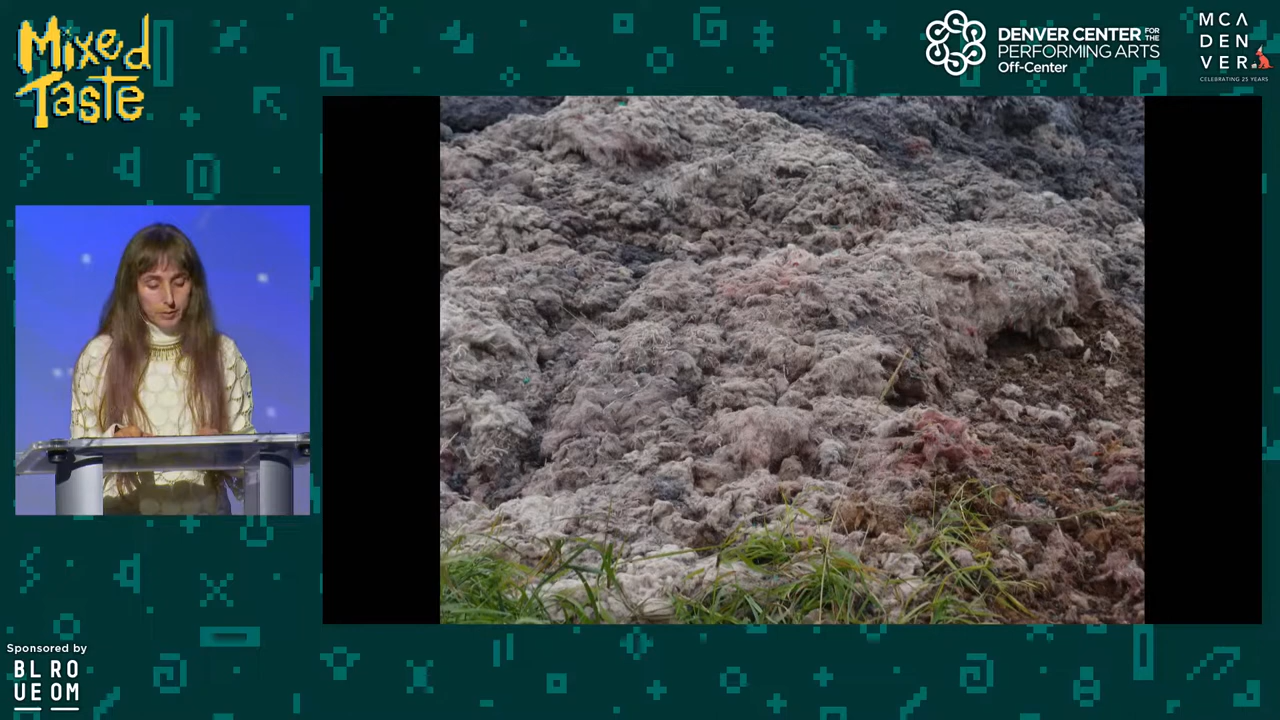 Mixed
Taste
DENVER CENTER FOR THE
PERFORMING ARTS
Off-Center
MCA
DEN
VER
CELEBRATING 25 YEARS
Sponsored by
BL RO
UE OM